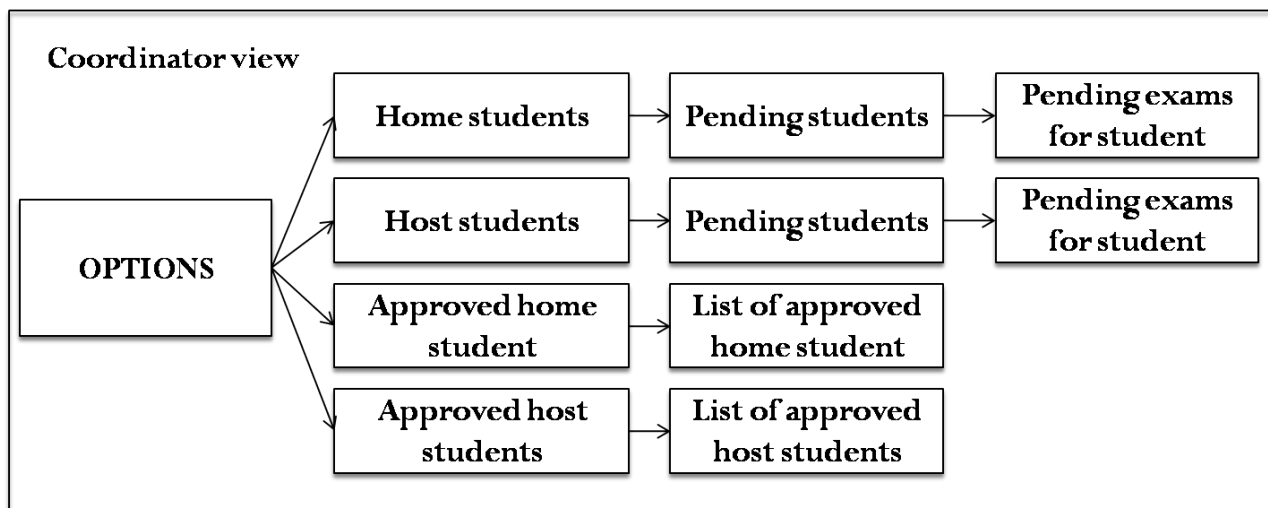 Coordinator view
Home students
Pending students
Pending exams
for student
Host students
Pending students
Pending exams
for student
OPTIONS
Approved home
student
List of approved
home student
Approved host
students
List of approved
host students